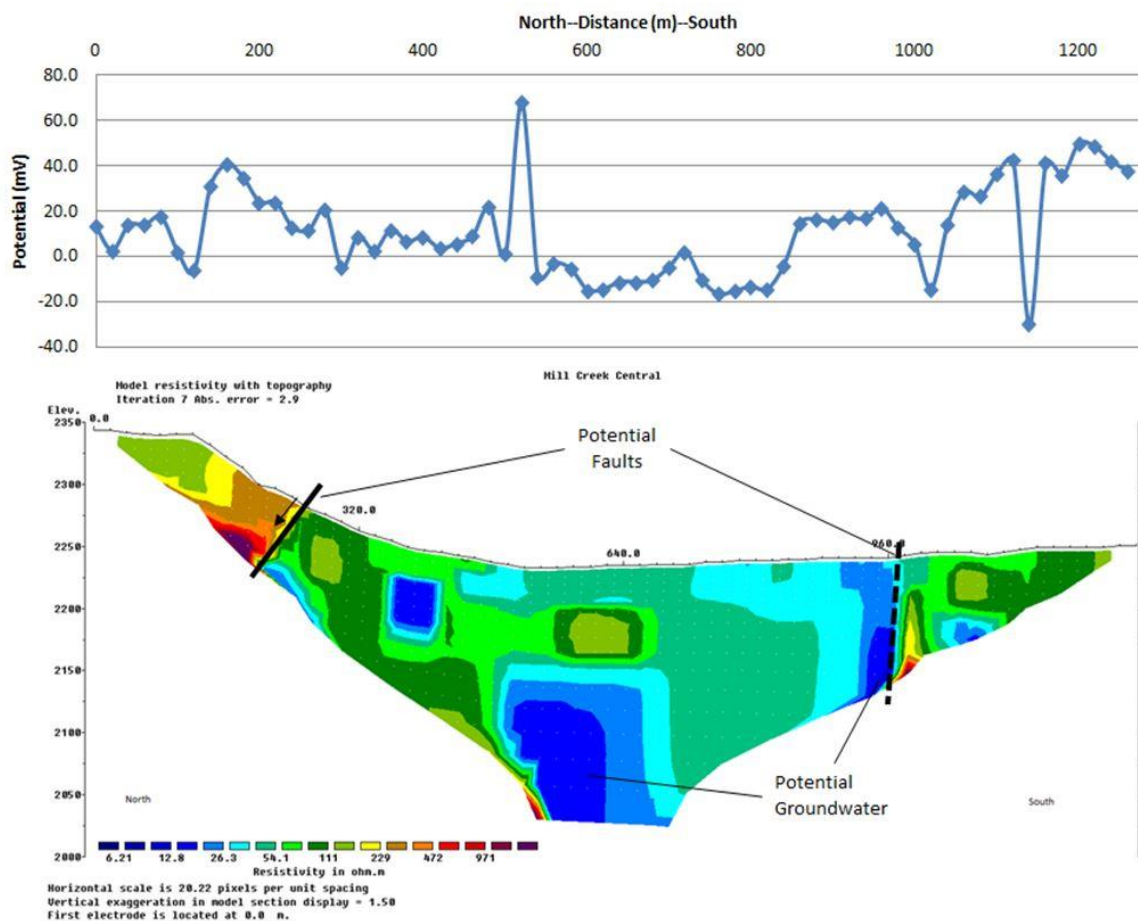 North--Distance (m)--South
0 200 400 600 800 1000 1200
80.0
60.0
40.0
20.0
0.0
-20.0
-40.0
Potential (mV)
Mill Creek Central
Model resistivity with topography
Iteration 7 Abs. error = 2.9
Elev.
0.0
2350
Potential
Faults
2300
320.0
2250
640.0
960.0
2200
2150
2100
Potential
Groundwater
2050
North
South
2000
6.21 12.8 26.3 54.1 111 229 472 971
Resistivity in ohm.m
Horizontal scale is 20.22 pixels per unit spacing
Vertical exaggeration in model section display = 1.50
First electrode is located at 0.0 m.